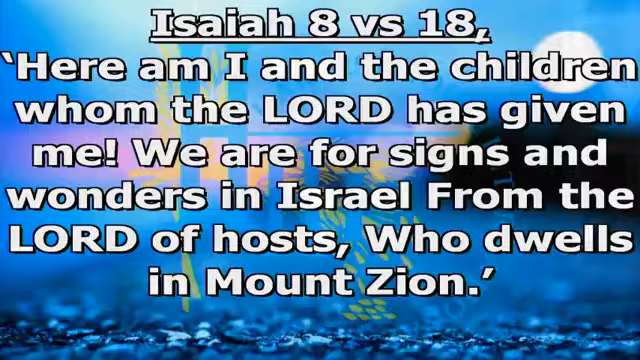 Isaiah 8 vs 18,
‘Here am I and the children
whom the LORD has given
me! We are for signs and
wonders in Israel From the
LORD of hosts, Who dwells
in Mount Zion.’